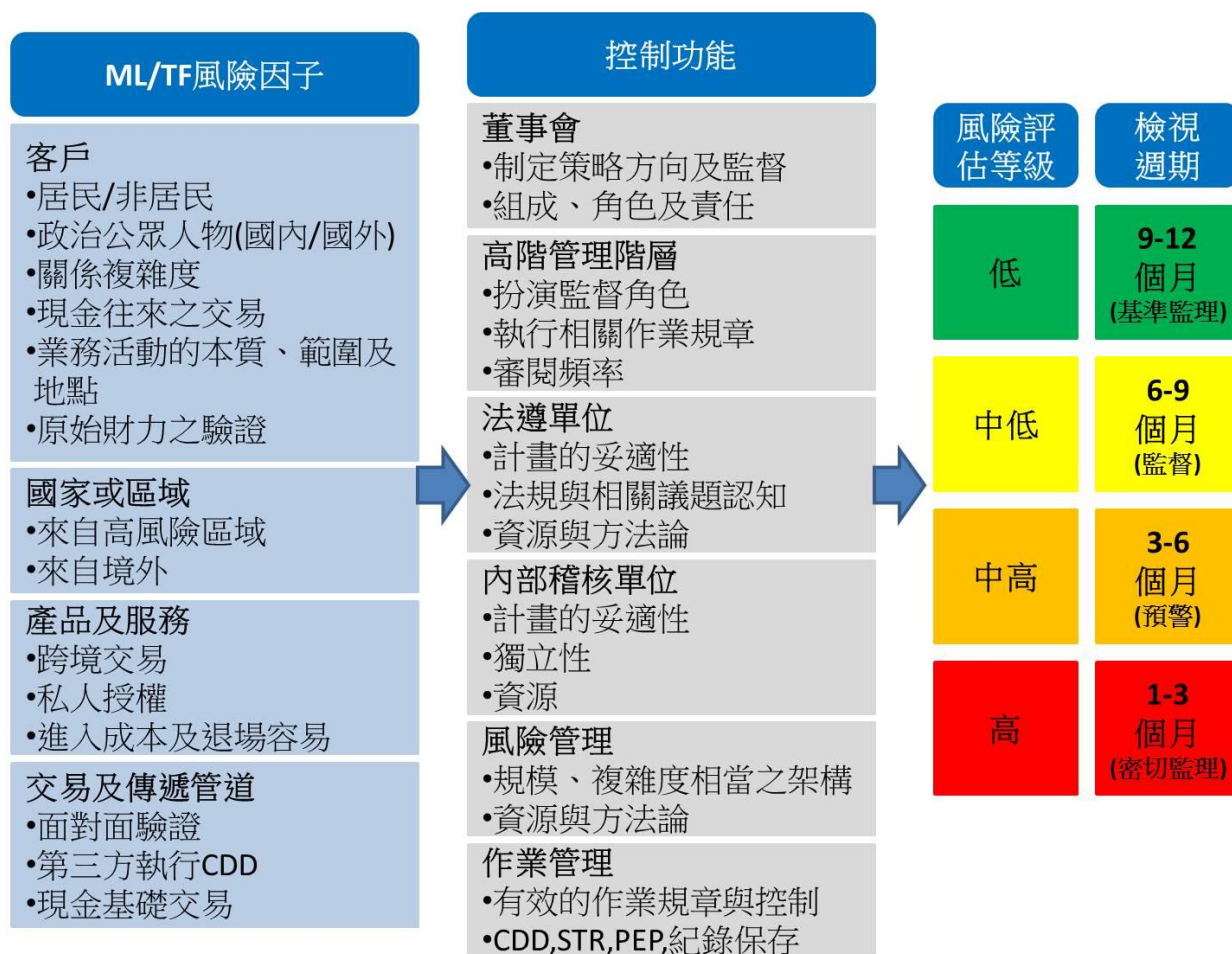 ML/TF風險因子
客戶
•居民/非居民
•政治公眾人物(國內/國外)
•關係複雜度
•現金往來之交易
•業務活動的本質、範圍及
地點
•原始財力之驗證
國家或區域
•來自高風險區域
•來自境外
產品及服務
•跨境交易
•私人授權
•進入成本及退場容易
交易及傳遞管道
•面對面驗證
•第三方執行CDD
•現金基礎交易
控制功能
董事會
•制定策略方向及監督
•組成、角色及責任
高階管理階層
•扮演監督角色
•執行相關作業規章
•審閱頻率
法遵單位
•計畫的妥適性
•法規與相關議題認知
•資源與方法論
內部稽核單位
•計畫的妥適性
•獨立性
•資源
風險管理
•規模、複雜度相當之架構
•資源與方法論
作業管理
•有效的作業規章與控制
•CDD,STR,PEP,紀錄保存
風險評
估等級
檢視
週期
低
9-12
個月
(基準監理)
中低
6-9
個月
(監督)
中高
3-6
個月
(預警)
高
1-3
個月
(密切監理)